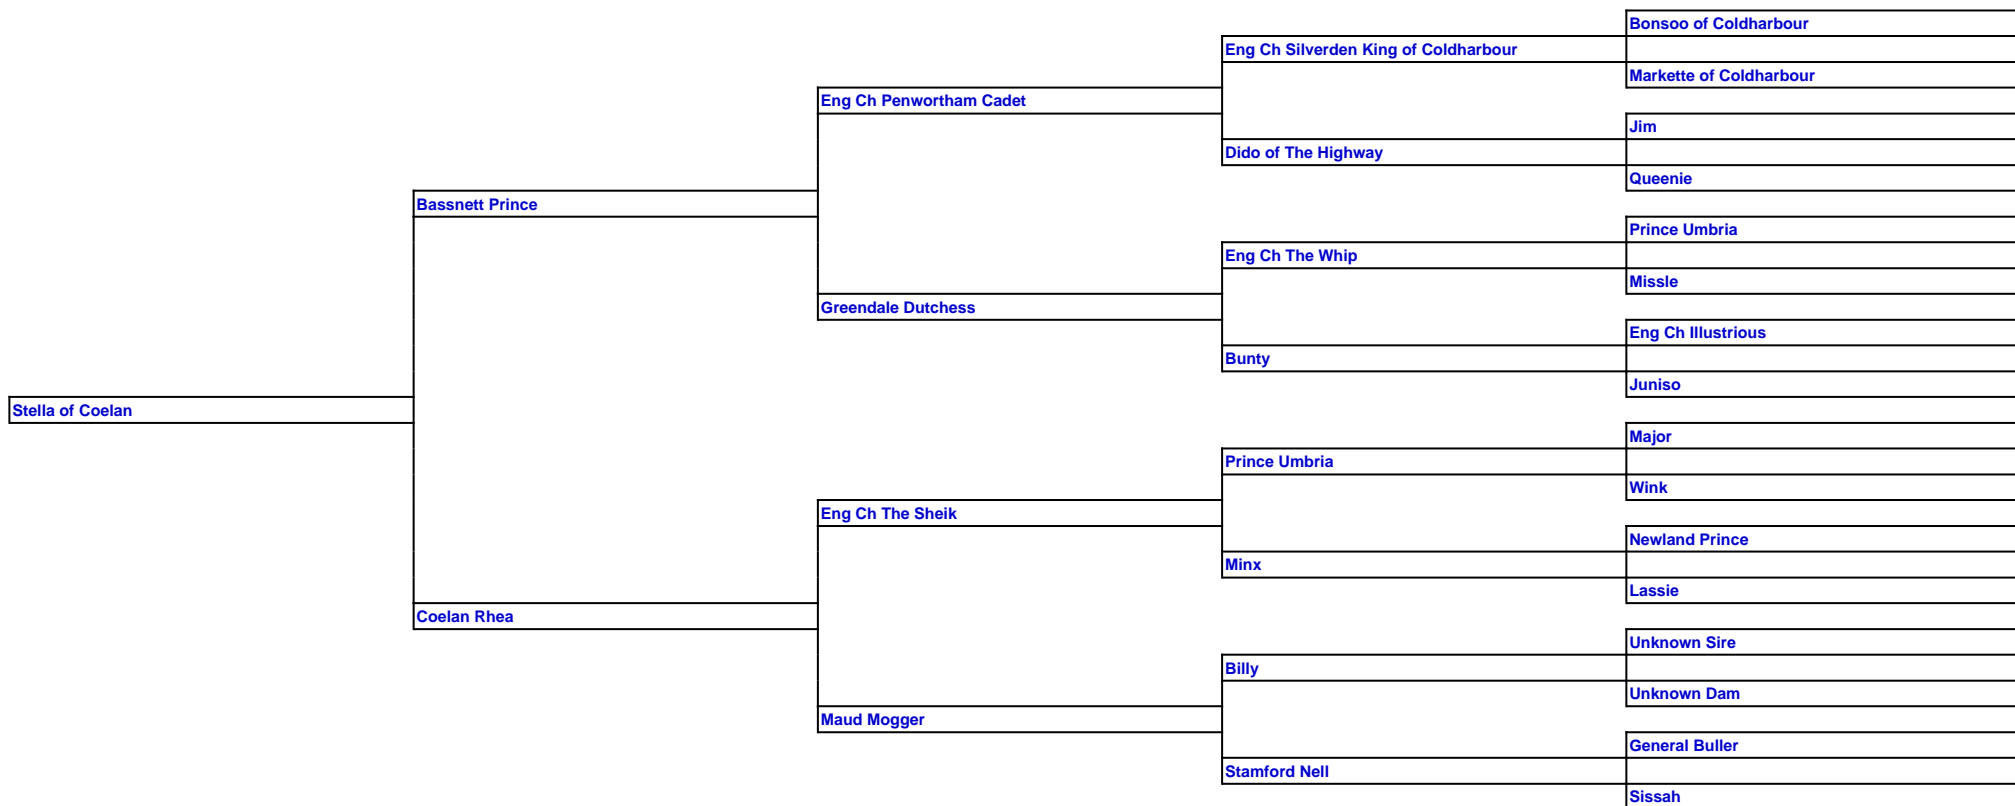 Bonsoo of Coldharbour
Eng Ch Silverden King of Coldharbour
Markette of Coldharbour
Eng Ch Penwortham Cadet
Jim
Dido of The Highway
Queenie
Bassnett Prince
Prince Umbria
Eng Ch The Whip
Missle
Greendale Dutchess
Eng Ch Illustrious
Bunty
Juniso
Stella of Coelan
Major
Prince Umbria
Wink
Eng Ch The Sheik
Newland Prince
Minx
Lassie
Coelan Rhea
Unknown Sire
Billy
Unknown Dam
Maud Mogger
General Buller
Stamford Nell
Sissah